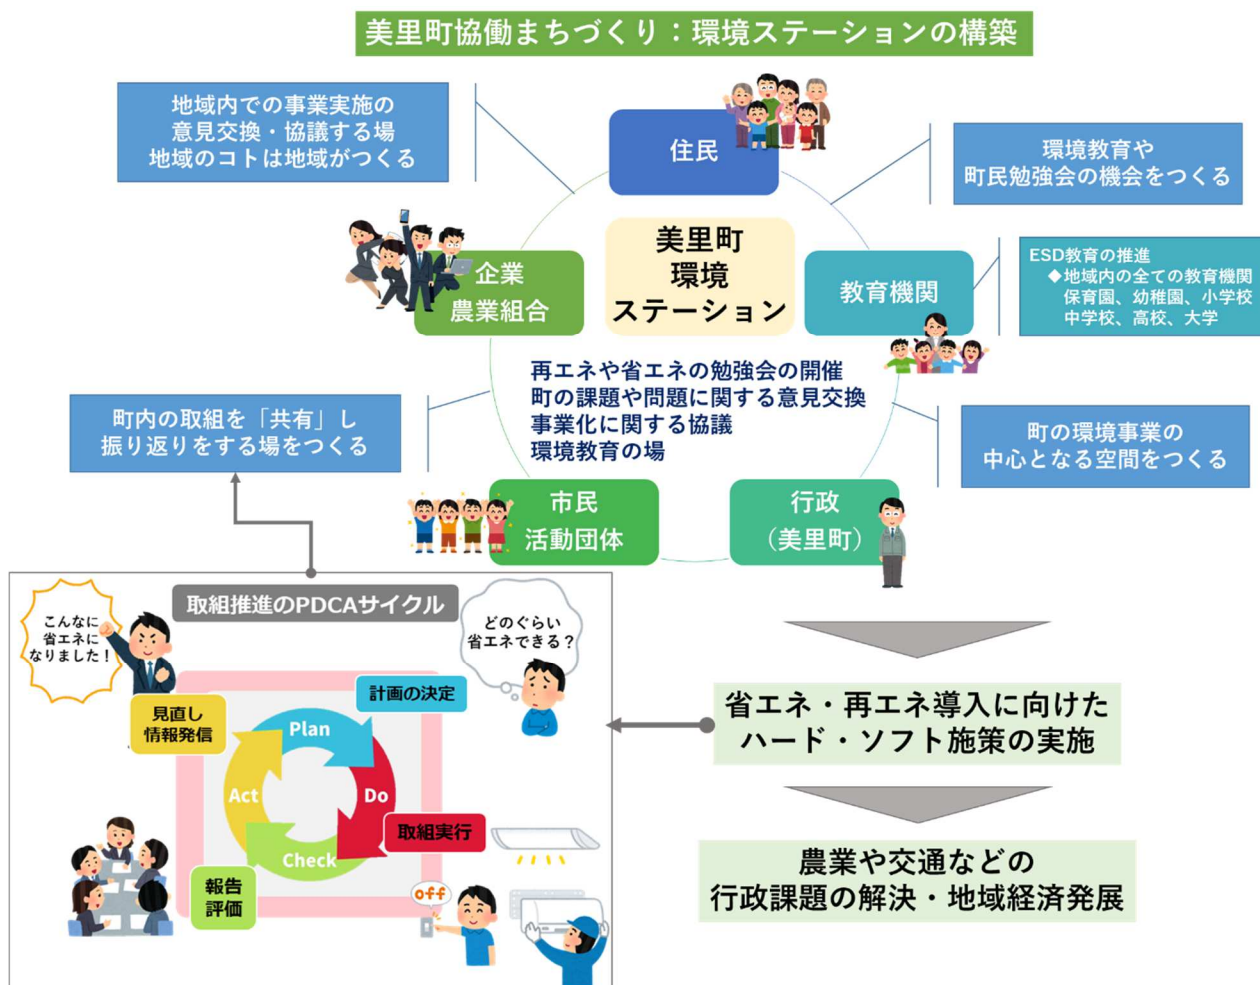 美里町協働まちづくり：環境ステーションの構築
地域内での事業実施の
意見交換・協議する場
地域のコトは地域がつくる
住民
環境教育や
町民勉強会の機会をつくる
企業
農業組合
美里町
環境
ステーション
教育機関
ESD教育の推進
◆地域内の全ての教育機関
保育園、幼稚園、小学校
中学校、高校、大学
再エネや省エネの勉強会の開催
町の課題や問題に関する意見交換
事業化に関する協議
環境教育の場
町内の取組を「共有」し
振り返りをする場をつくる
町の環境事業の
中心となる空間をつくる
市民
活動団体
行政
（美里町）
取組推進のPDCAサイクル
こんなに
省エネに
なりました！
どのぐらい
省エネできる？
計画の決定
見直し
情報発信
Plan
Act
Do
Check
取組実行
報告
評価
off
省エネ・再エネ導入に向けた
ハード・ソフト施策の実施
農業や交通などの
行政課題の解決・地域経済発展